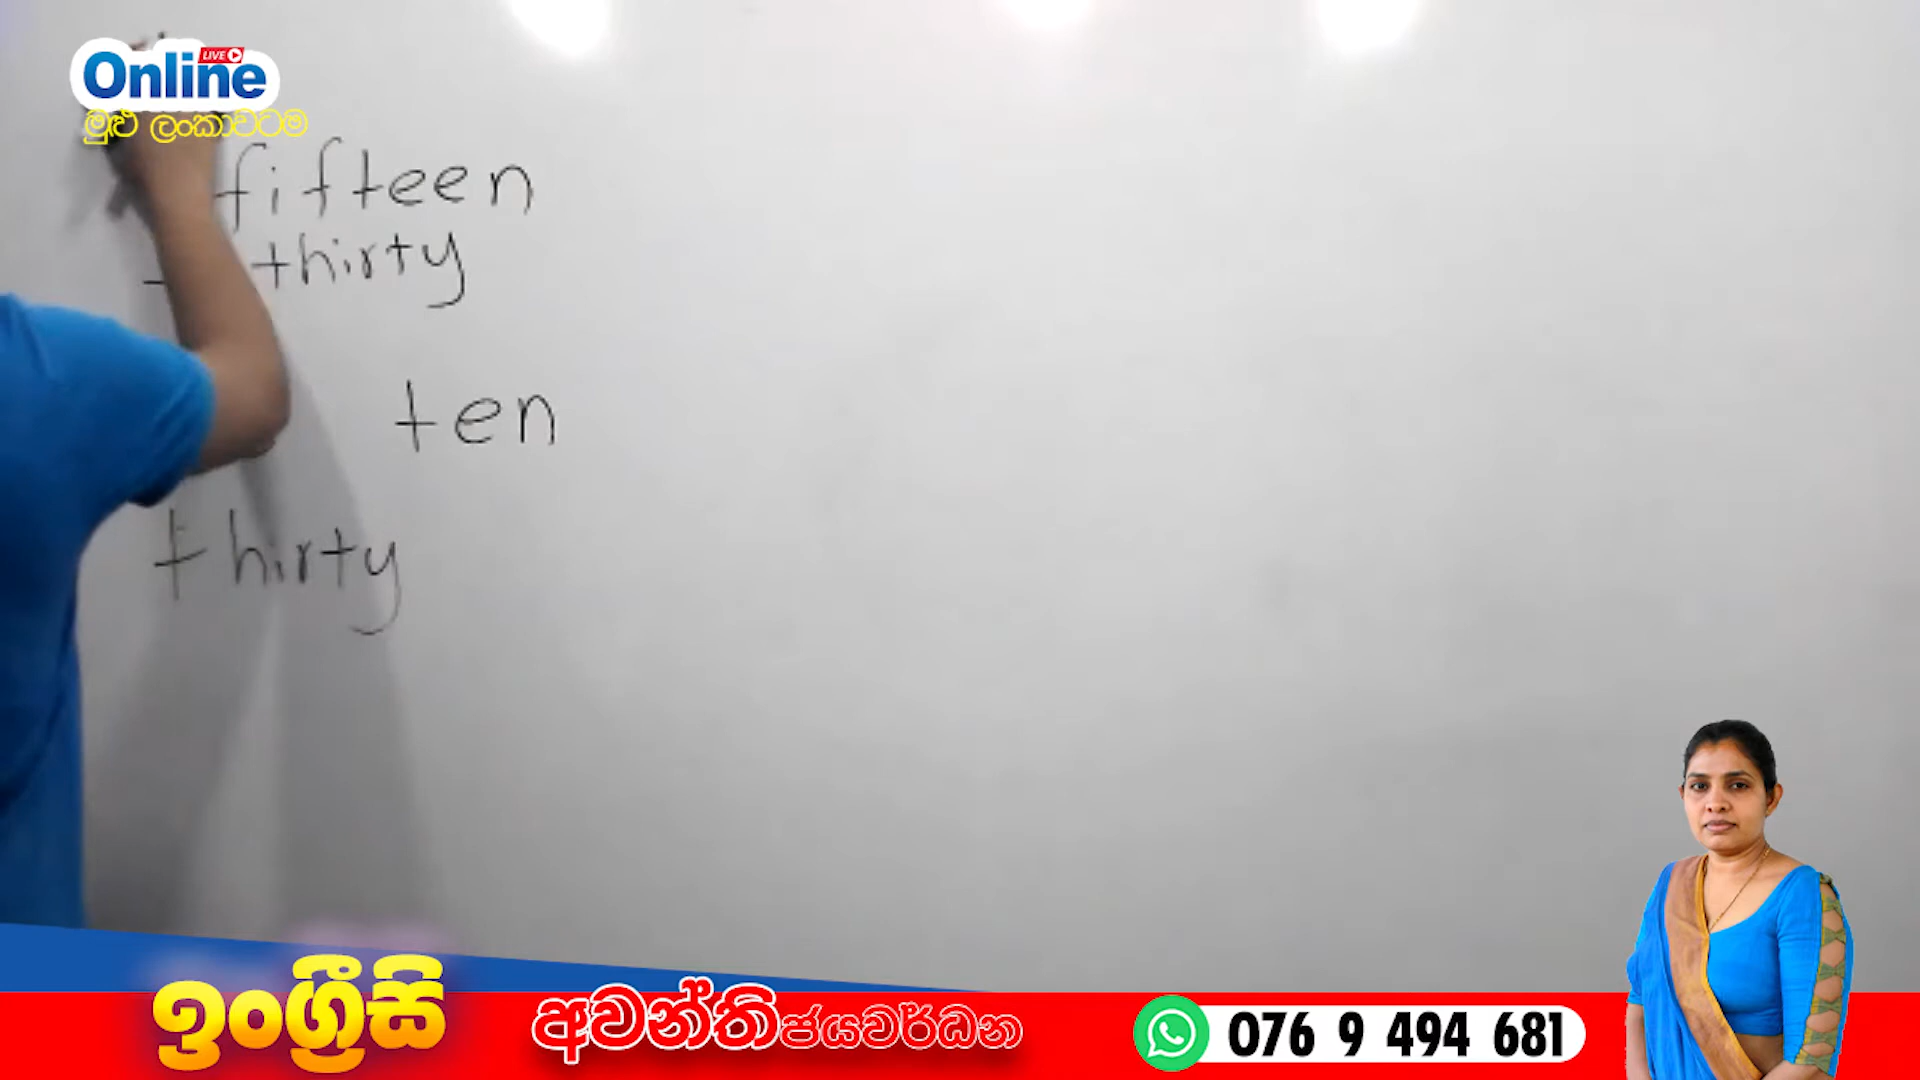 Online LIVE
මුළු ලංකාවටම
fifteen
thirty
ten
thirty
ඉංග්‍රීසි
අවන්ති ජයවර්ධන
076 9 494 681